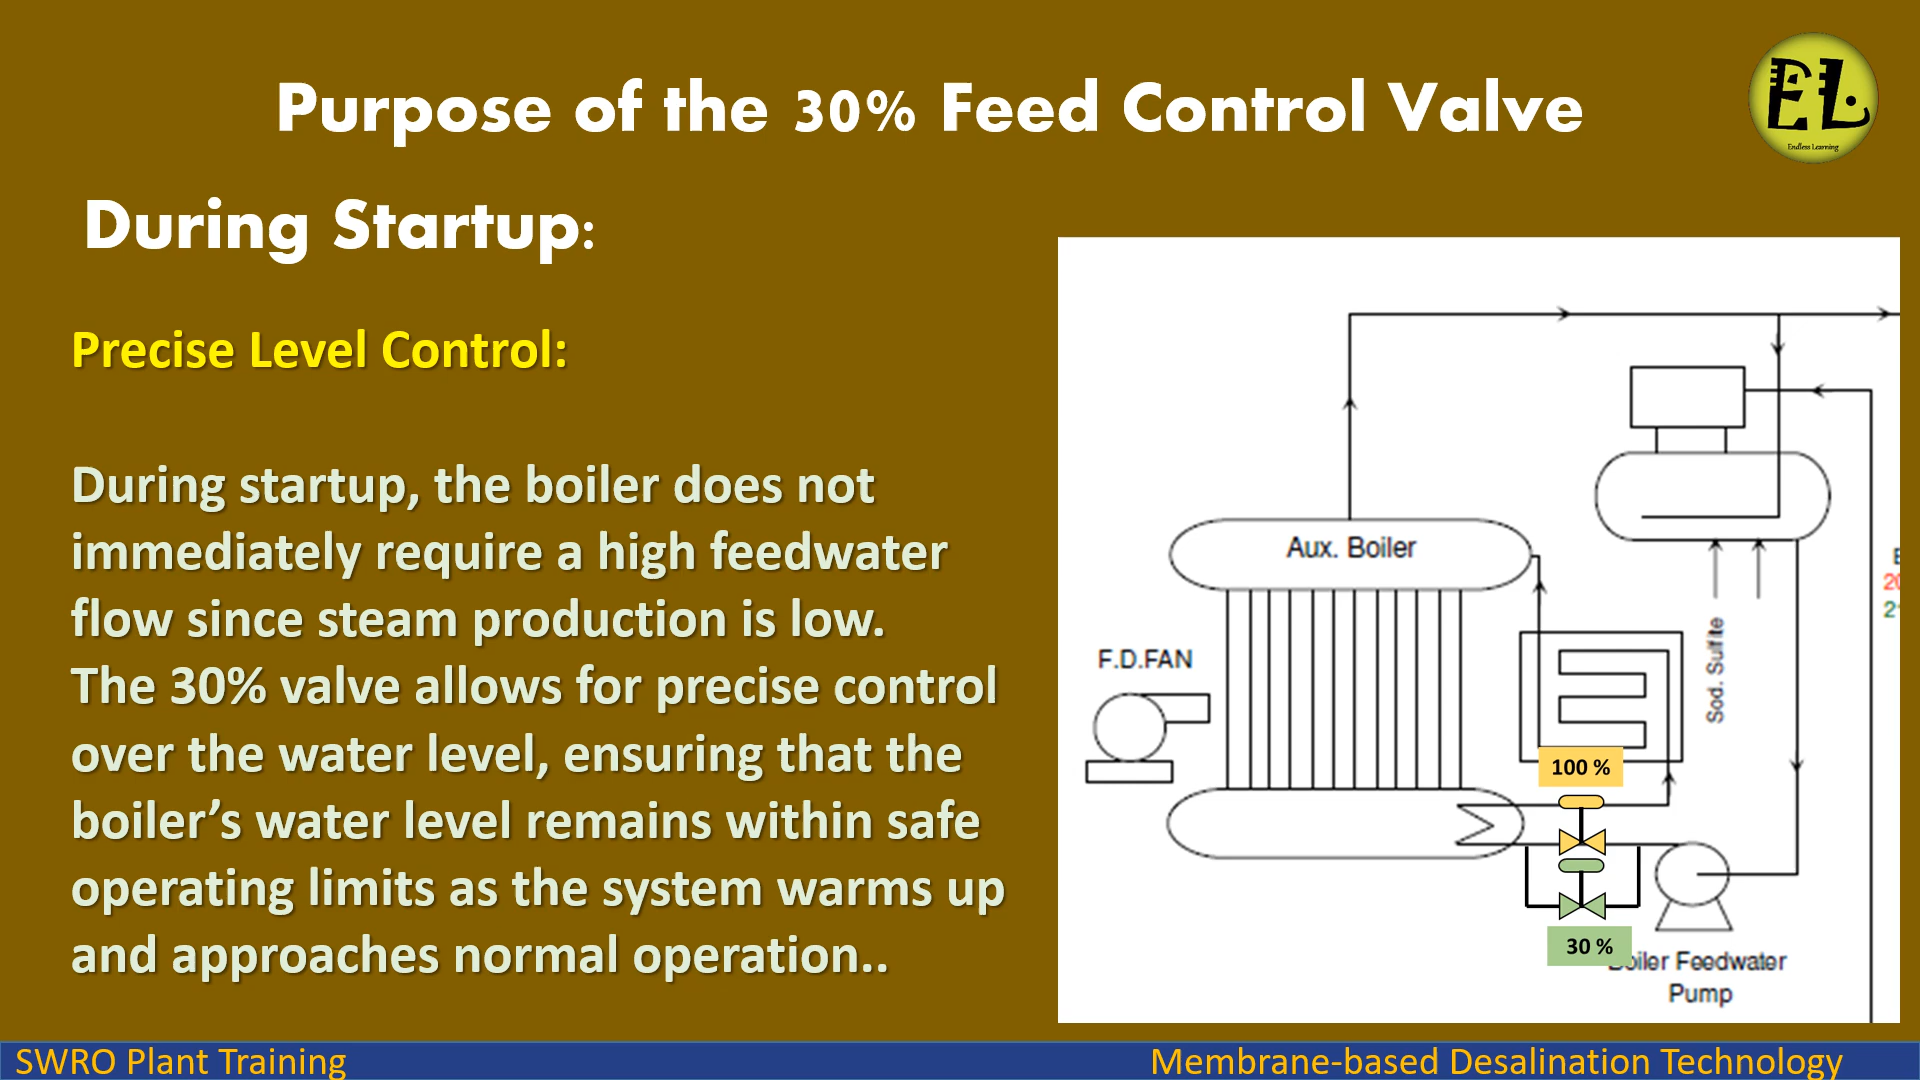 Purpose of the 30% Feed Control Valve
EL
Endless Learning
During Startup:
Precise Level Control:
During startup, the boiler does not
immediately require a high feedwater
flow since steam production is low.
The 30% valve allows for precise control
over the water level, ensuring that the
boiler’s water level remains within safe
operating limits as the system warms up
and approaches normal operation..
Aux. Boiler
F.D.FAN
Sod. Sulfite
100 %
30 %
Feedwater
Pump
SWRO Plant Training
Membrane-based Desalination Technology